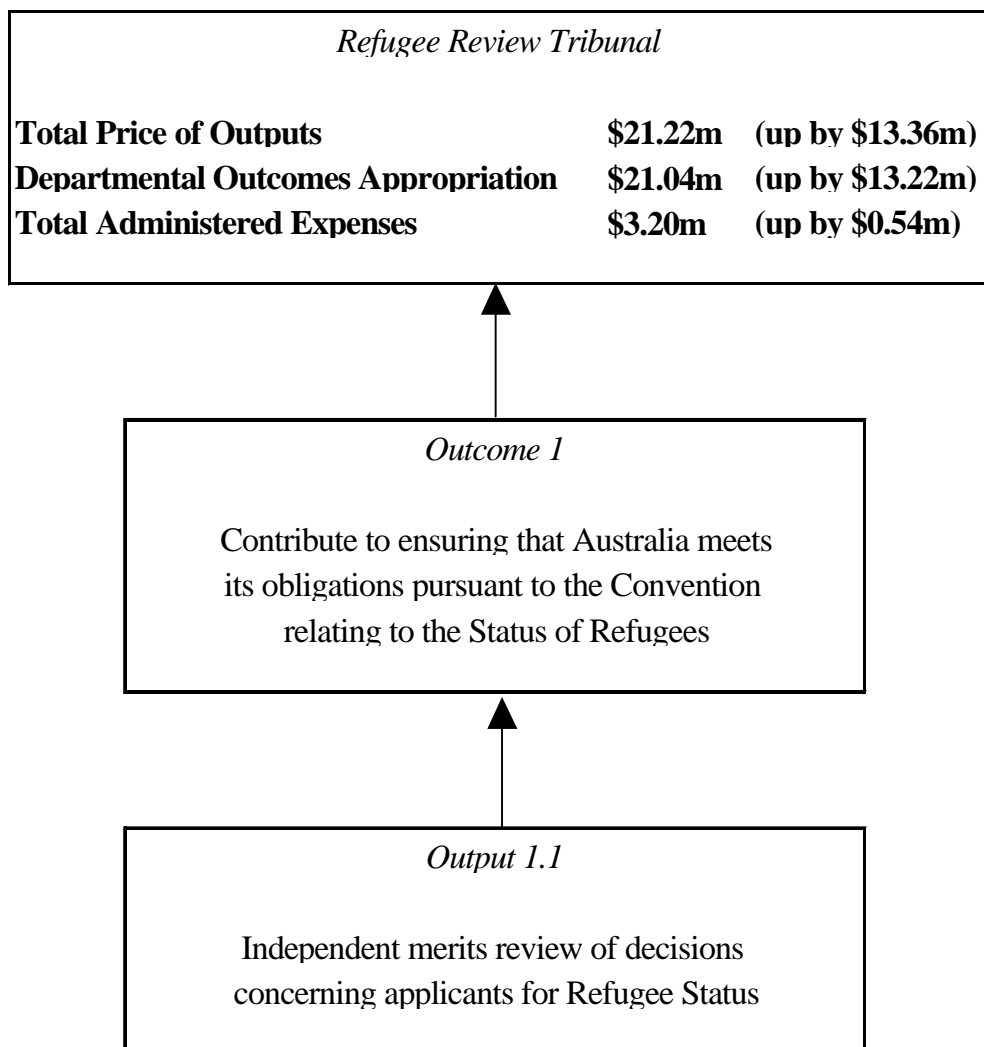 Refugee Review Tribunal
Total Price of Outputs $21.22m (up by $13.36m)
Departmental Outcomes Appropriation $21.04m (up by $13.22m)
Total Administered Expenses $3.20m (up by $0.54m)
Outcome 1
Contribute to ensuring that Australia meets
its obligations pursuant to the Convention
relating to the Status of Refugees
Output 1.1
Independent merits review of decisions
concerning applicants for Refugee Status